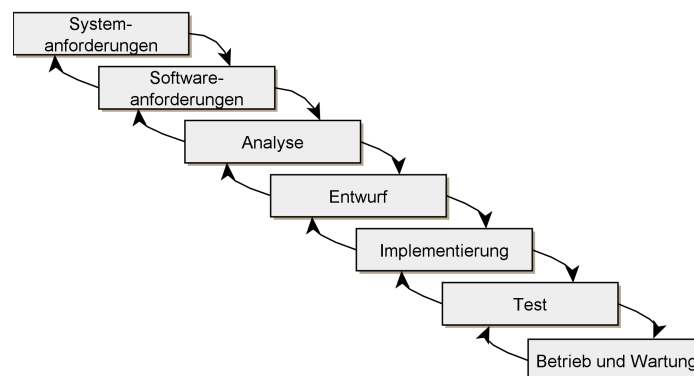 System-
anforderungen
Software-
anforderungen
Analyse
Entwurf
Implementierung
Test
Betrieb und Wartung